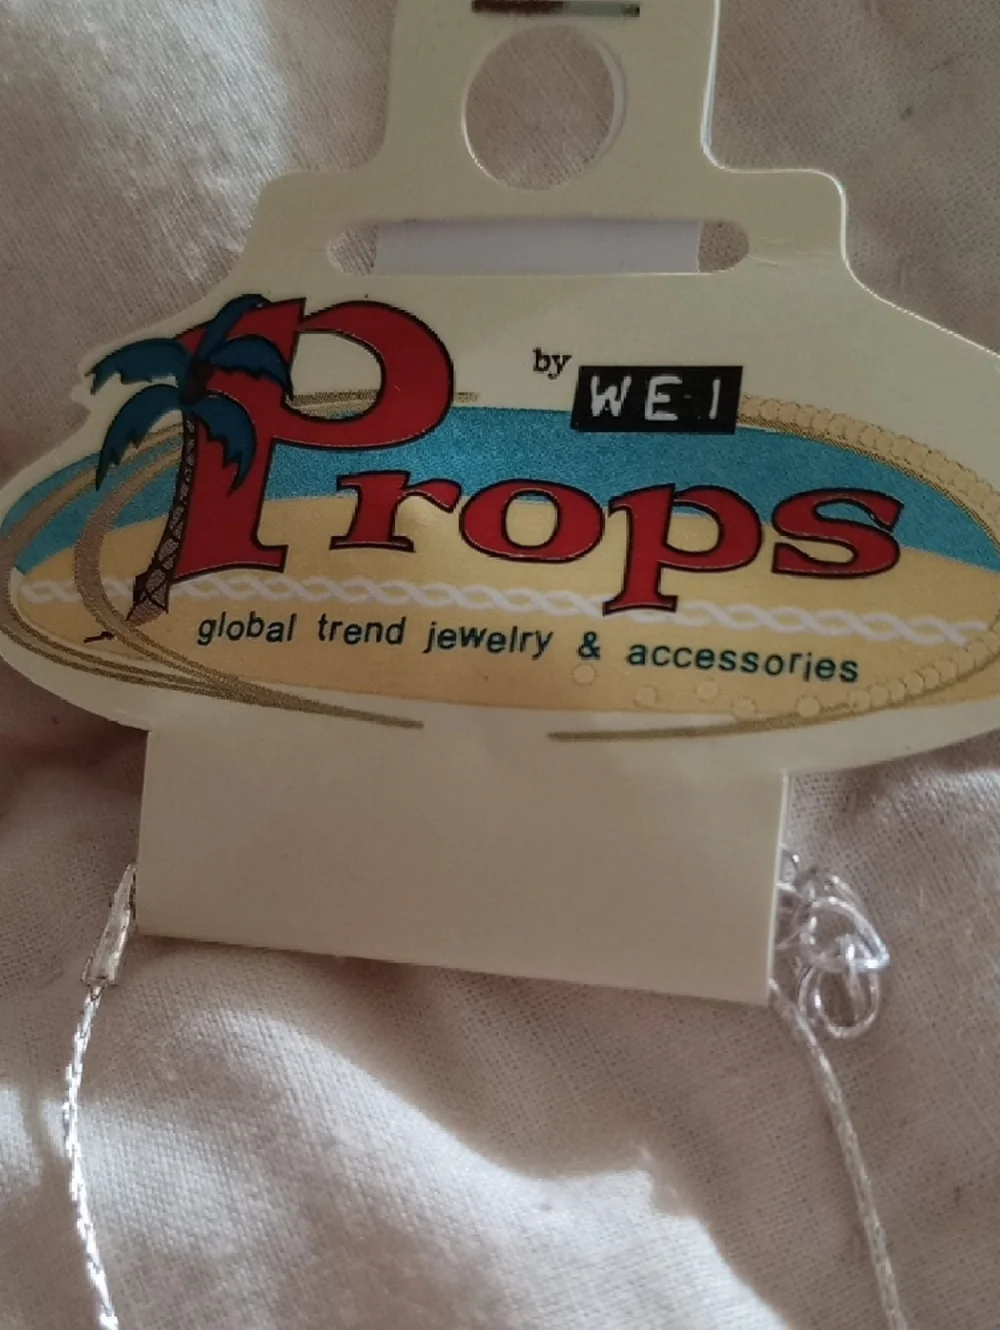 by WE-I
Props
global trend jewelry & accessories